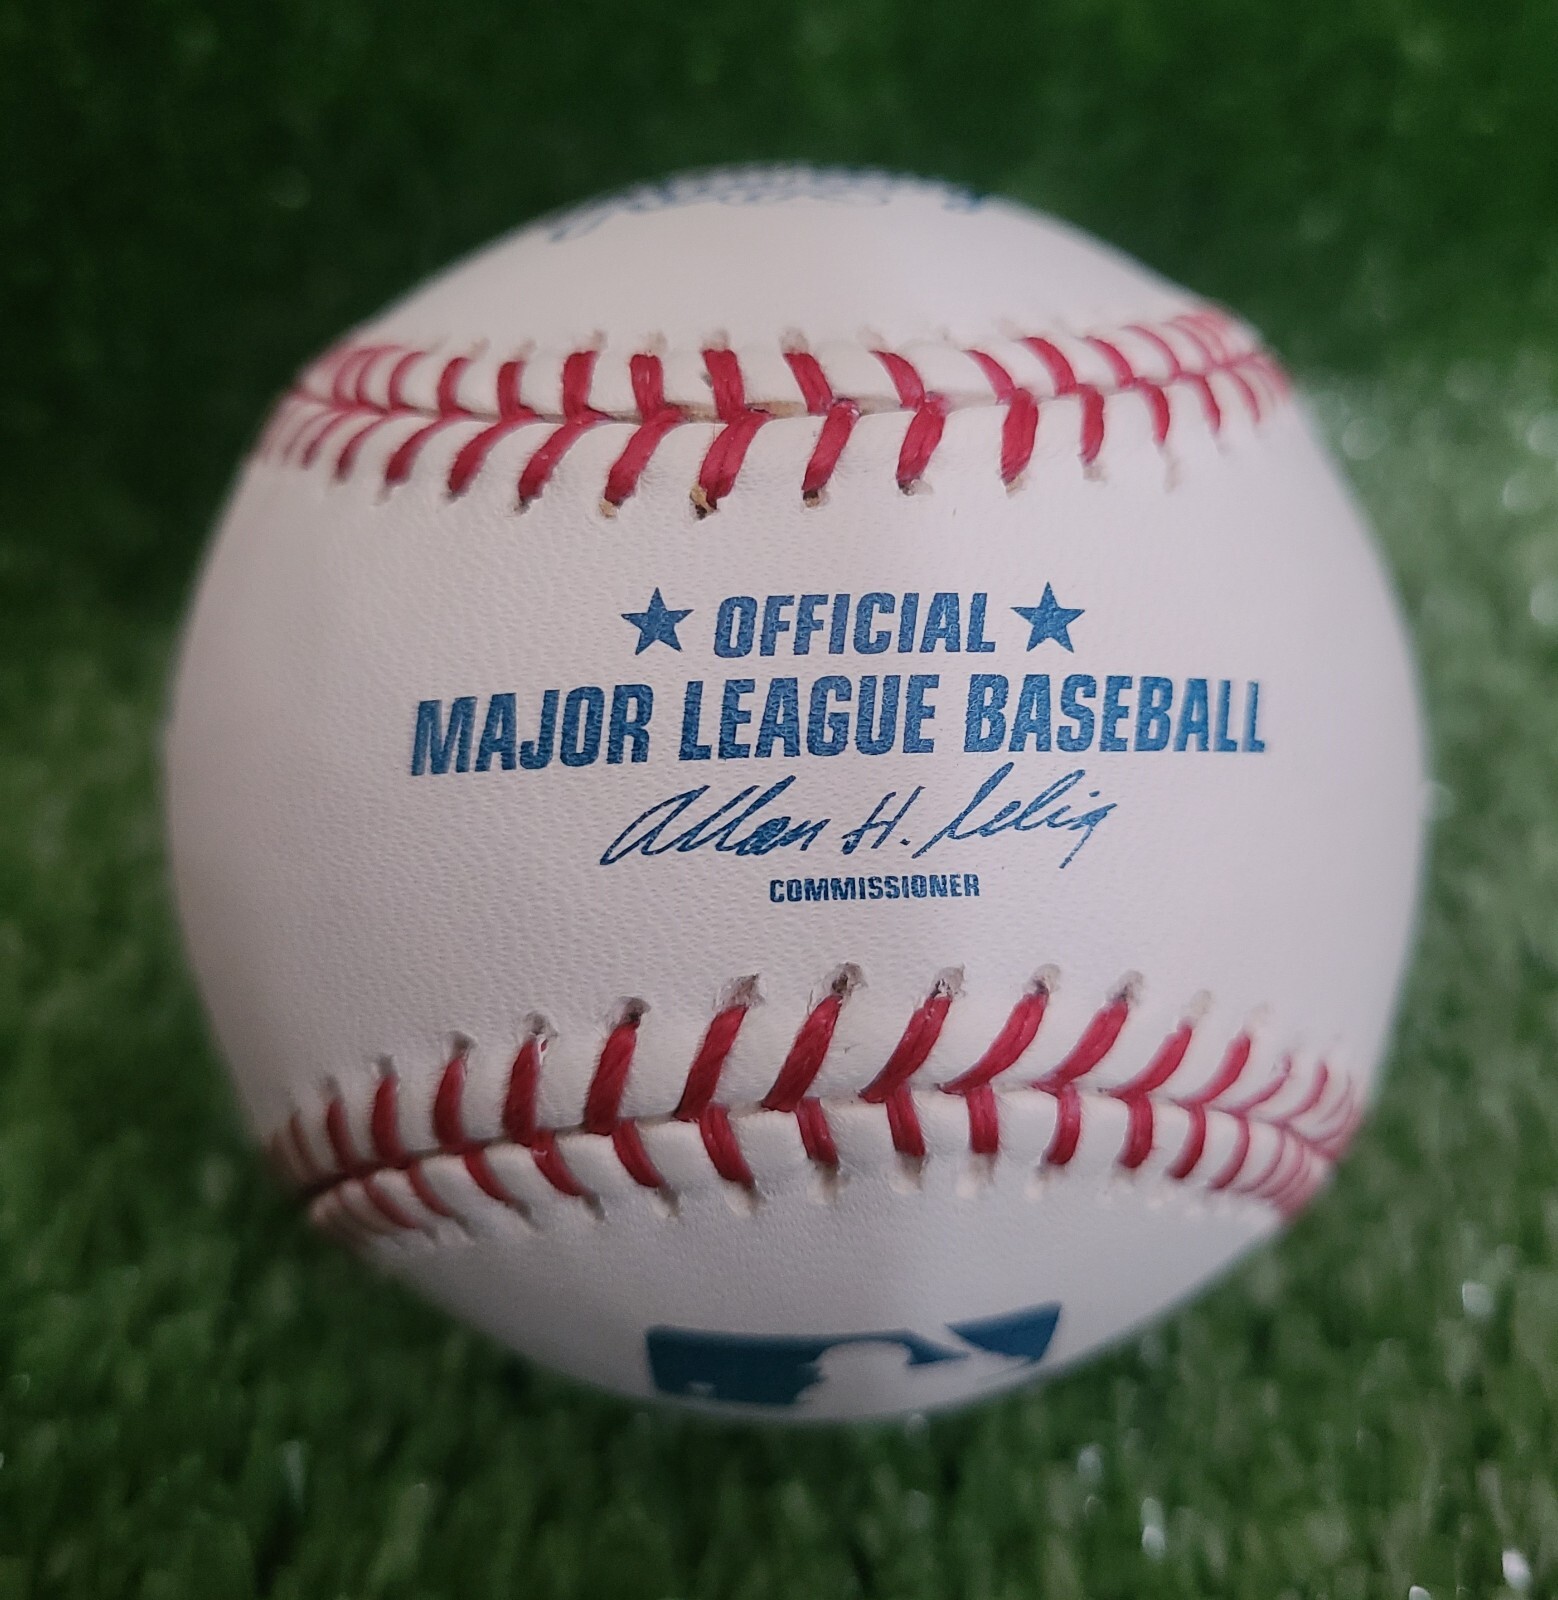 ★ OFFICIAL ★
MAJOR LEAGUE BASEBALL
Allan H. Selig
COMMISSIONER